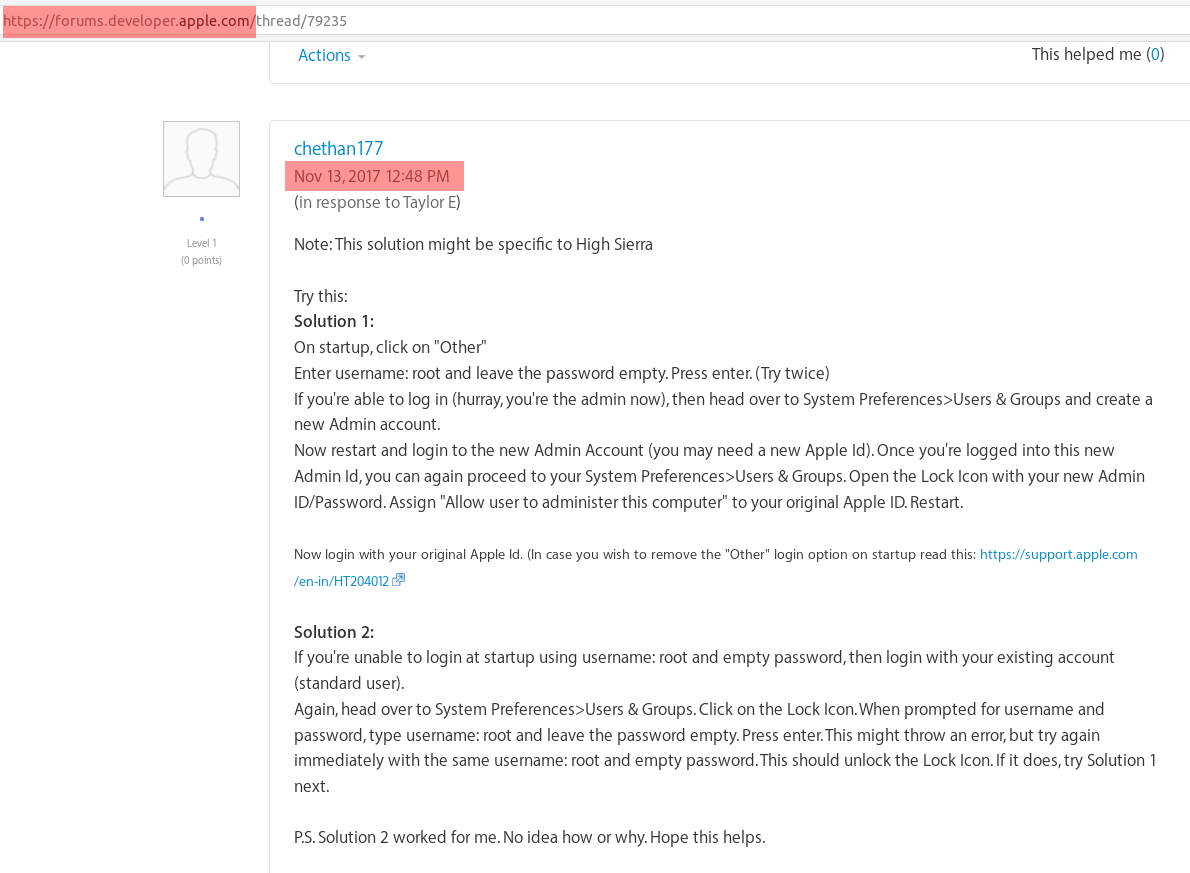 https://forums.developer.apple.com/thread/79235
Actions
This helped me (0)
chethan177
Nov 13, 2017 12:48 PM
(in response to Taylor E)
Level 1
(0 points)
Note: This solution might be specific to High Sierra
Try this:
Solution 1:
On startup, click on "Other"
Enter username: root and leave the password empty. Press enter. (Try twice)
If you're able to log in (hurray, you're the admin now), then head over to System Preferences>Users & Groups and create a
new Admin account.
Now restart and login to the new Admin Account (you may need a new Apple Id). Once you're logged into this new
Admin Id, you can again proceed to your System Preferences>Users & Groups. Open the Lock Icon with your new Admin
ID/Password. Assign "Allow user to administer this computer" to your original Apple ID. Restart.
Now login with your original Apple Id. (In case you wish to remove the "Other" login option on startup read this: https://support.apple.com
/en-in/HT204012
Solution 2:
If you're unable to login at startup using username: root and empty password, then login with your existing account
(standard user).
Again, head over to System Preferences>Users & Groups. Click on the Lock Icon. When prompted for username and
password, type username: root and leave the password empty. Press enter. This might throw an error, but try again
immediately with the same username: root and empty password. This should unlock the Lock Icon. If it does, try Solution 1
next.
P.S. Solution 2 worked for me. No idea how or why. Hope this helps.